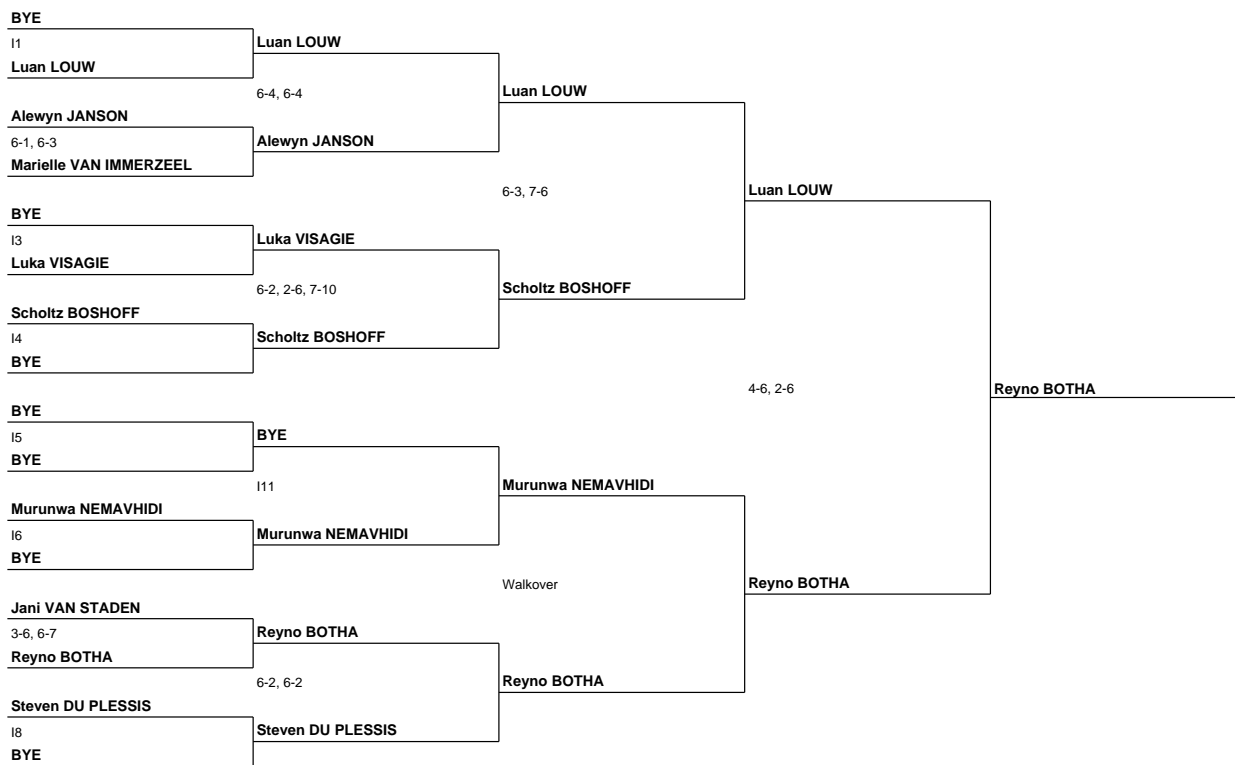 BYE
I1
Luan LOUW
Luan LOUW
6-4, 6-4
Luan LOUW
Alewyn JANSON
6-1, 6-3
Alewyn JANSON
Marielle VAN IMMERZEEL
6-3, 7-6
Luan LOUW
BYE
I3
Luka VISAGIE
Luka VISAGIE
6-2, 2-6, 7-10
Scholtz BOSHOFF
Scholtz BOSHOFF
I4
Scholtz BOSHOFF
BYE
4-6, 2-6
Reyno BOTHA
BYE
I5
BYE
BYE
I11
Murunwa NEMAVHIDI
Murunwa NEMAVHIDI
I6
Murunwa NEMAVHIDI
BYE
Walkover
Reyno BOTHA
Jani VAN STADEN
3-6, 6-7
Reyno BOTHA
Reyno BOTHA
6-2, 6-2
Reyno BOTHA
Steven DU PLESSIS
I8
Steven DU PLESSIS
BYE